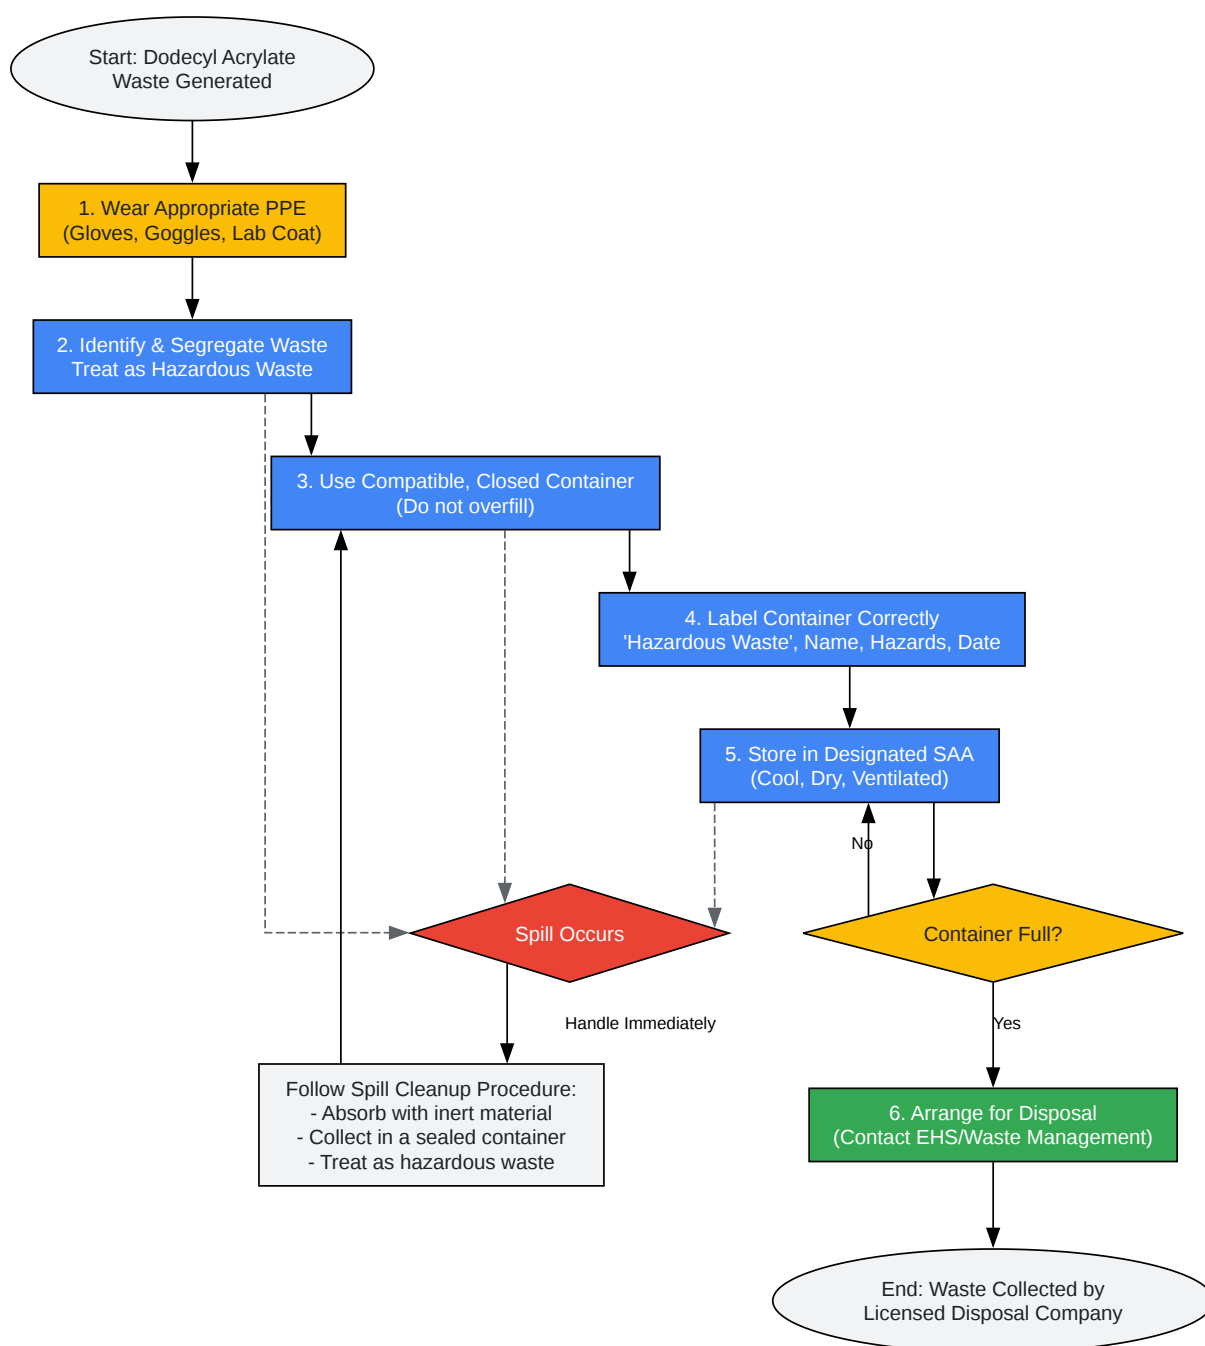 Start: Dodecyl Acrylate
Waste Generated
1. Wear Appropriate PPE
(Gloves, Goggles, Lab Coat)
2. Identify & Segregate Waste
Treat as Hazardous Waste
3. Use Compatible, Closed Container
(Do not overfill)
4. Label Container Correctly
'Hazardous Waste', Name, Hazards, Date
5. Store in Designated SAA
(Cool, Dry, Ventilated)
No
Spill Occurs
Container Full?
Handle Immediately
Yes
Follow Spill Cleanup Procedure:
- Absorb with inert material
- Collect in a sealed container
- Treat as hazardous waste
6. Arrange for Disposal
(Contact EHS/Waste Management)
End: Waste Collected by
Licensed Disposal Company